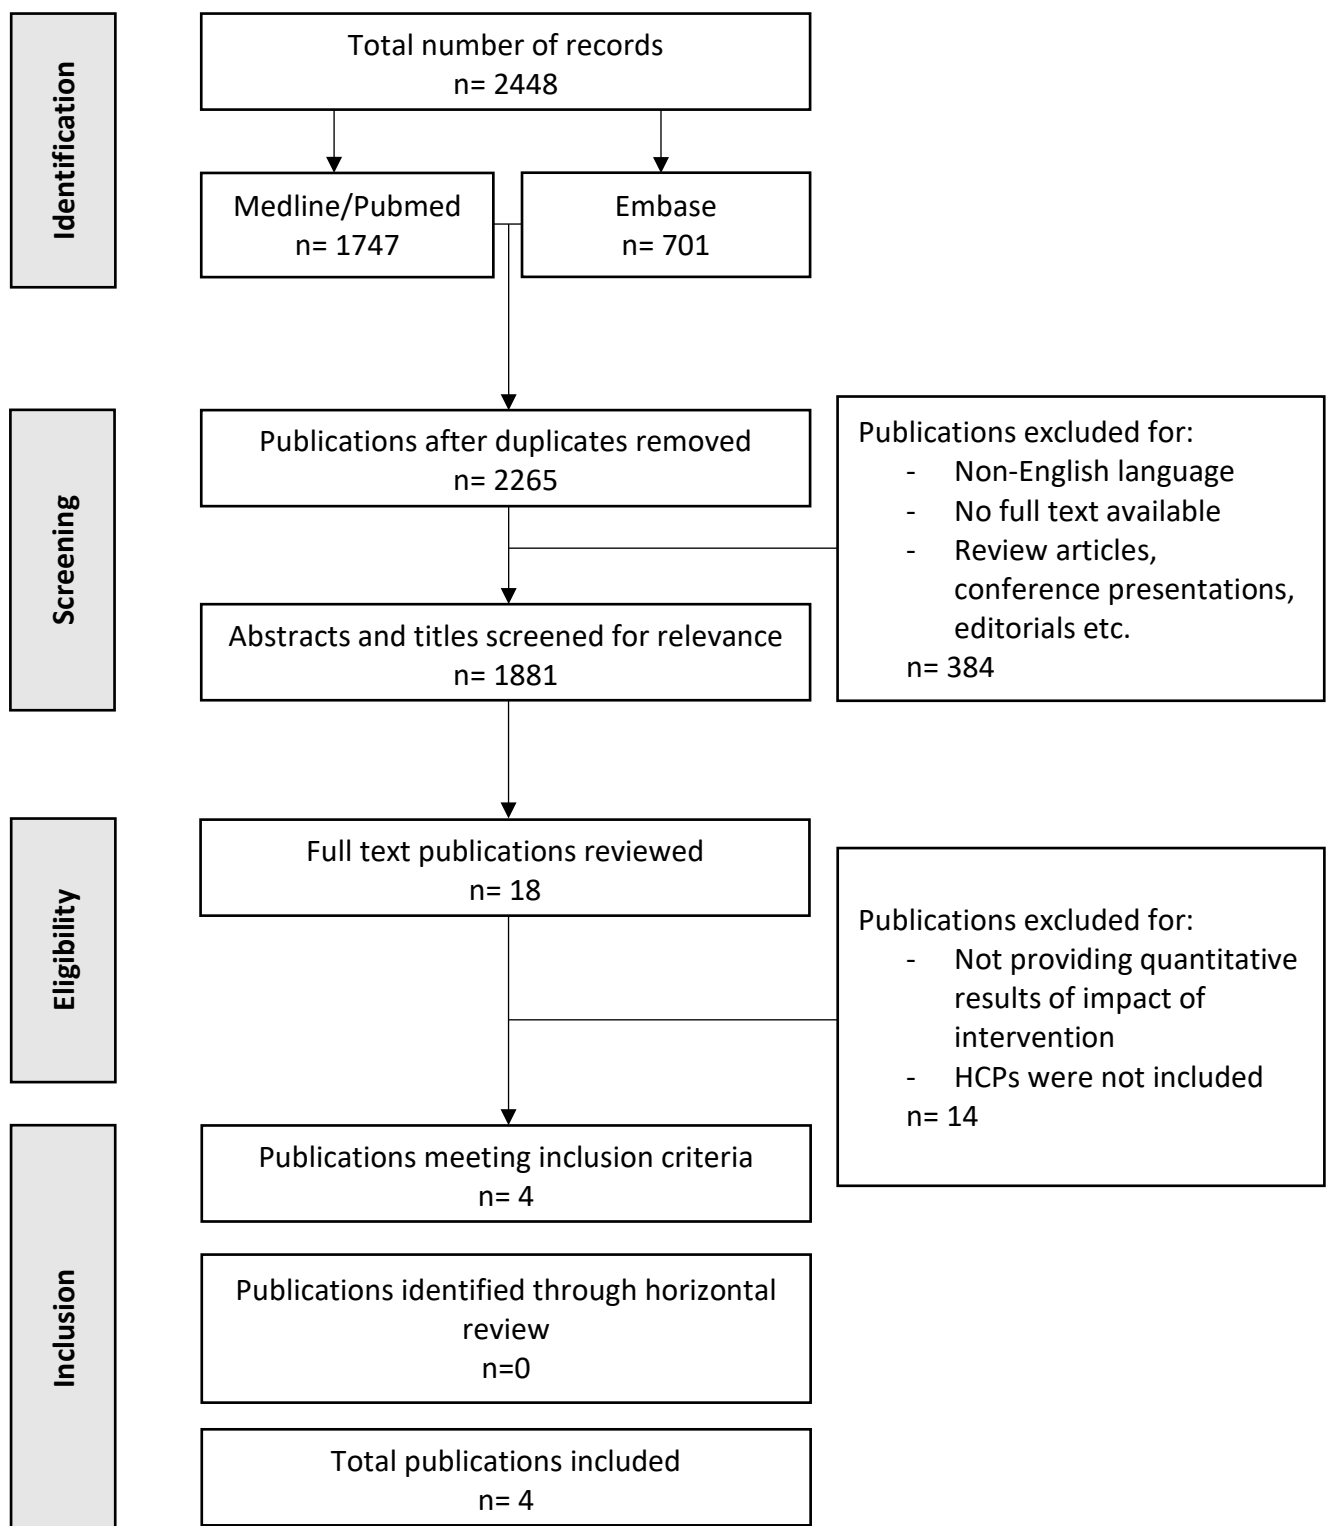 Identification
Total number of records
n= 2448
Medline/Pubmed
n= 1747
Embase
n= 701
Screening
Publications after duplicates removed
n= 2265
Publications excluded for:
- Non-English language
- No full text available
- Review articles,
conference presentations,
editorials etc.
n= 384
Abstracts and titles screened for relevance
n= 1881
Eligibility
Full text publications reviewed
n= 18
Publications excluded for:
- Not providing quantitative
results of impact of
intervention
- HCPs were not included
n= 14
Inclusion
Publications meeting inclusion criteria
n= 4
Publications identified through horizontal
review
n=0
Total publications included
n= 4